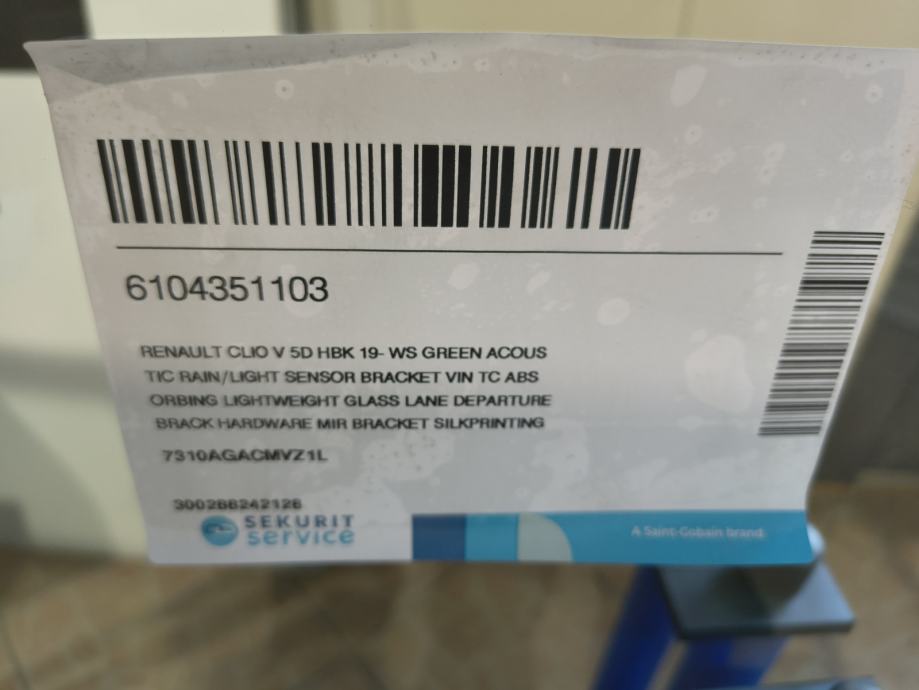 6104351103
RENAULT CLIO V 5D HBK 19- WS GREEN ACOUS
TIC RAIN/LIGHT SENSOR BRACKET VIN TC ABS
ORBING LIGHTWEIGHT GLASS LANE DEPARTURE
BRACK HARDWARE MIR BRACKET SILKPRINTING
7310AGACMVZ1L
300288242128
SEKURIT
service
A Saint-Gobain brand